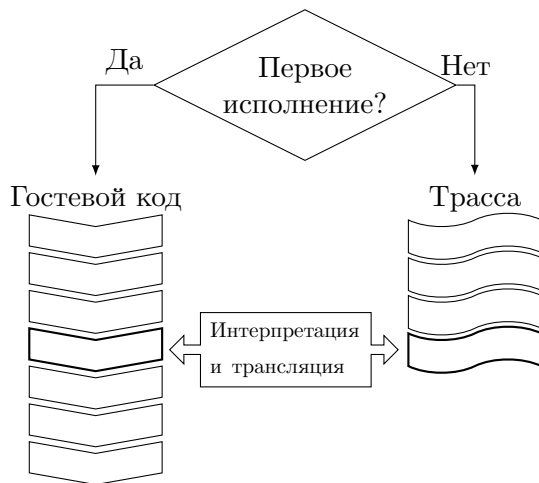 Да
Первое
исполнение?
Нет
Гостевой код
Трасса
Интерпретация
и трансляция